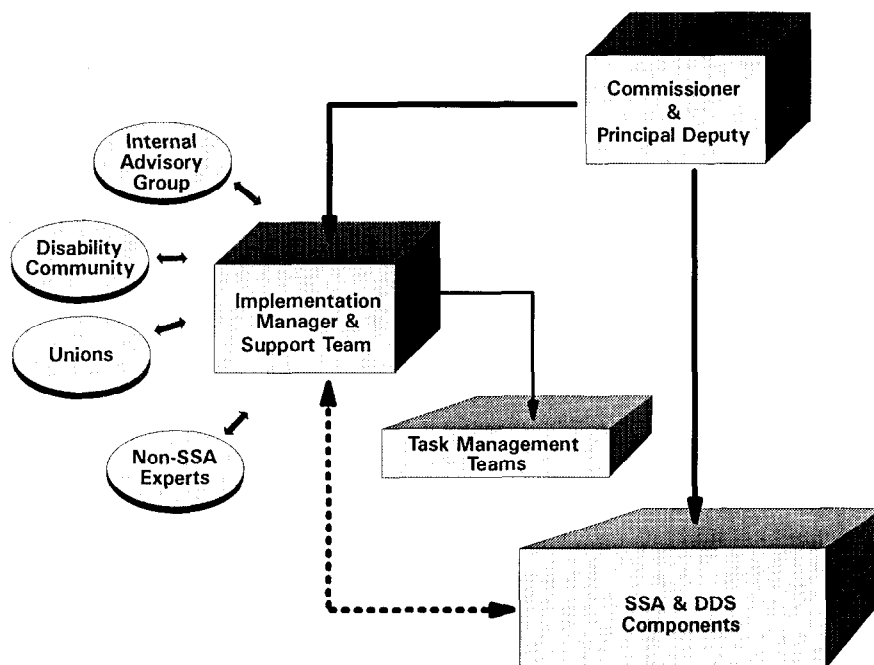 Commissioner
&
Principal Deputy
Internal
Advisory
Group
Disability
Community
Implementation
Manager &
Support Team
Unions
Task Management
Teams
Non-SSA
Experts
SSA & DDS
Components